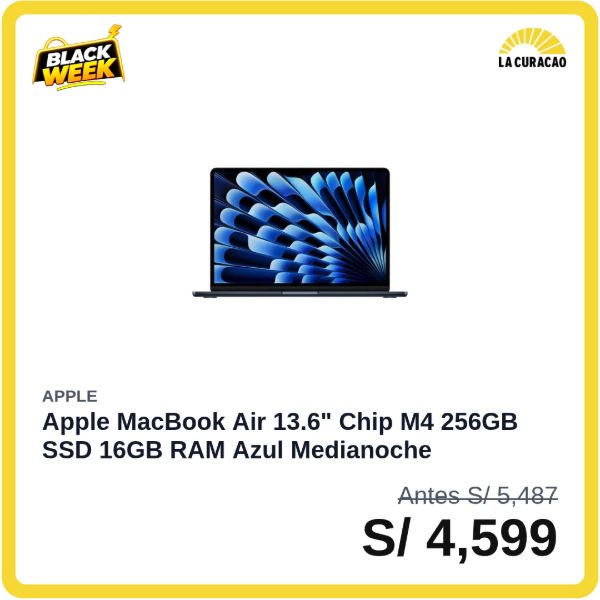 BLACK
WEEK
LA CURACAO
APPLE
Apple MacBook Air 13.6" Chip M4 256GB
SSD 16GB RAM Azul Medianoche
Antes S/ 5,487
S/ 4,599